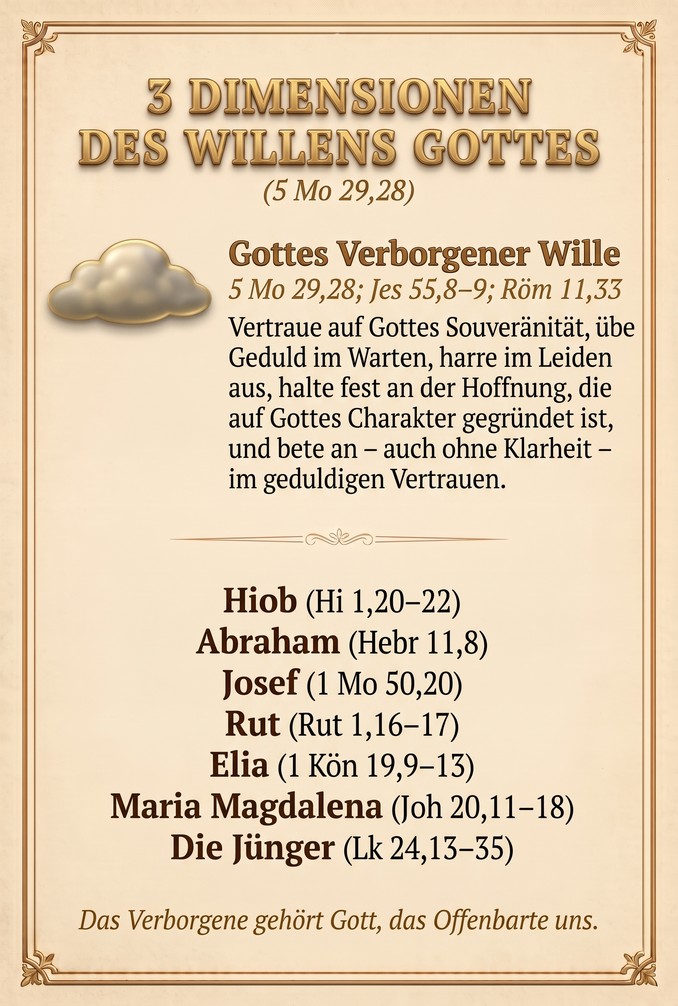 3 DIMENSIONEN
DES WILLENS GOTTES
(5 Mo 29,28)
Gottes Verborgener Wille
5 Mo 29,28; Jes 55,8–9; Röm 11,33
Vertraue auf Gottes Souveränität, übe
Geduld im Warten, harre im Leiden
aus, halte fest an der Hoffnung, die
auf Gottes Charakter gegründet ist,
und bete an – auch ohne Klarheit –
im geduldigen Vertrauen.
Hiob (Hi 1,20–22)
Abraham (Hebr 11,8)
Josef (1 Mo 50,20)
Rut (Rut 1,16–17)
Elia (1 Kön 19,9–13)
Maria Magdalena (Joh 20,11–18)
Die Jünger (Lk 24,13–35)
Das Verborgene gehört Gott, das Offenbarte uns.